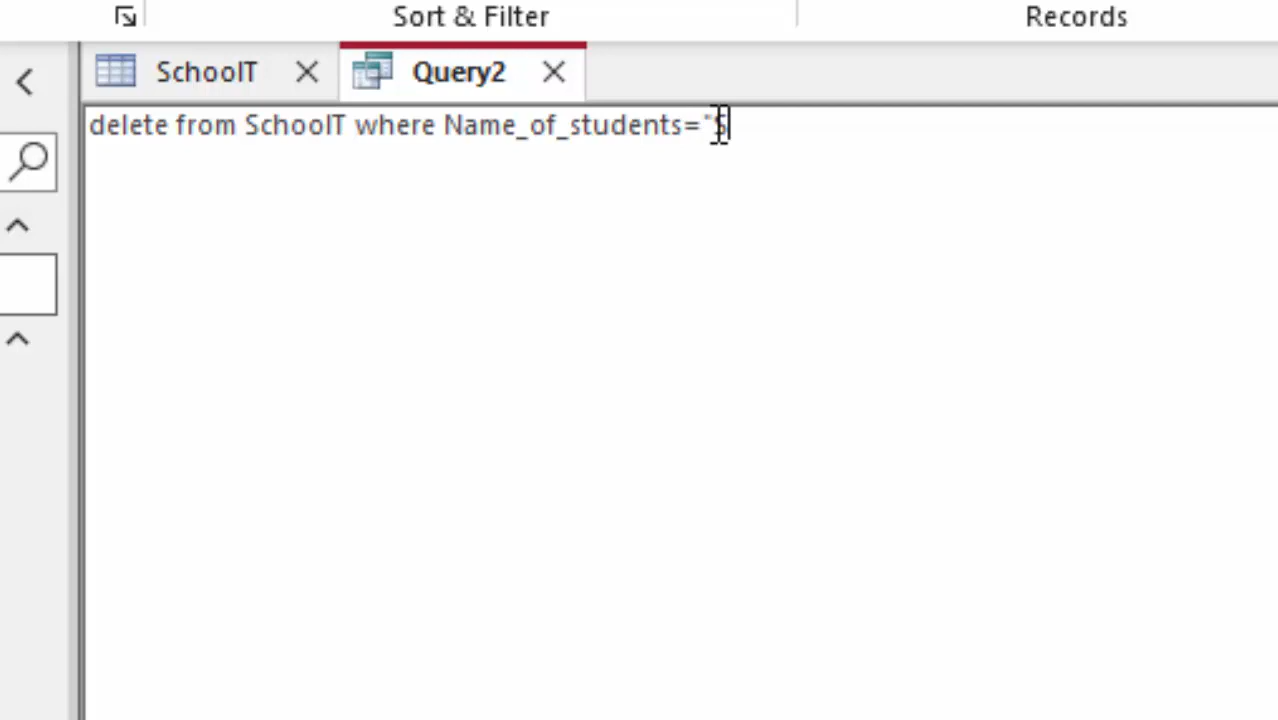 Sort & Filter
Records
SchoolT
Query2
delete from SchoolT where Name_of_students="S